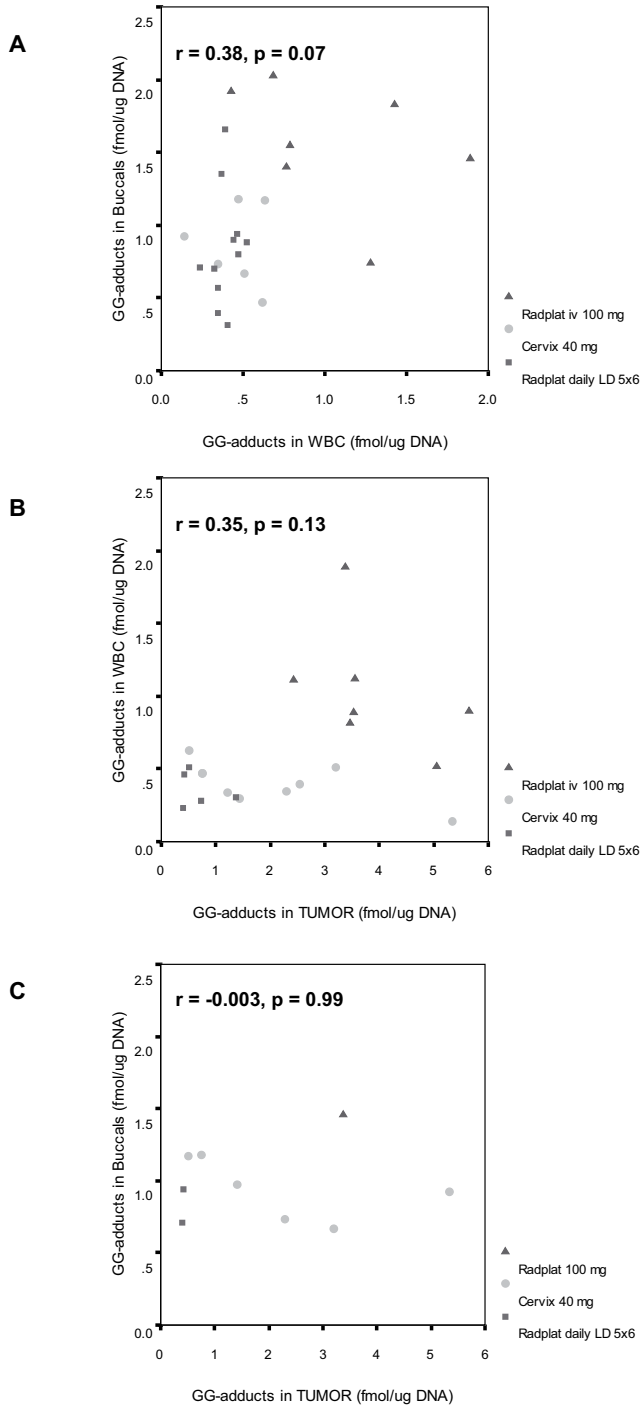 A
GG-adducts in Buccals (fmol/ug DNA)
2.5
2.0
1.5
1.0
.5
0.0
r = 0.38, p = 0.07
0.0 .5 1.0 1.5 2.0
GG-adducts in WBC (fmol/ug DNA)
Radplat iv 100 mg
Cervix 40 mg
Radplat daily LD 5x6
B
GG-adducts in WBC (fmol/ug DNA)
2.5
2.0
1.5
1.0
.5
0.0
r = 0.35, p = 0.13
0 1 2 3 4 5 6
GG-adducts in TUMOR (fmol/ug DNA)
Radplat iv 100 mg
Cervix 40 mg
Radplat daily LD 5x6
C
GG-adducts in Buccals (fmol/ug DNA)
2.5
2.0
1.5
1.0
.5
0.0
r = -0.003, p = 0.99
0 1 2 3 4 5 6
GG-adducts in TUMOR (fmol/ug DNA)
Radplat 100 mg
Cervix 40 mg
Radplat daily LD 5x6